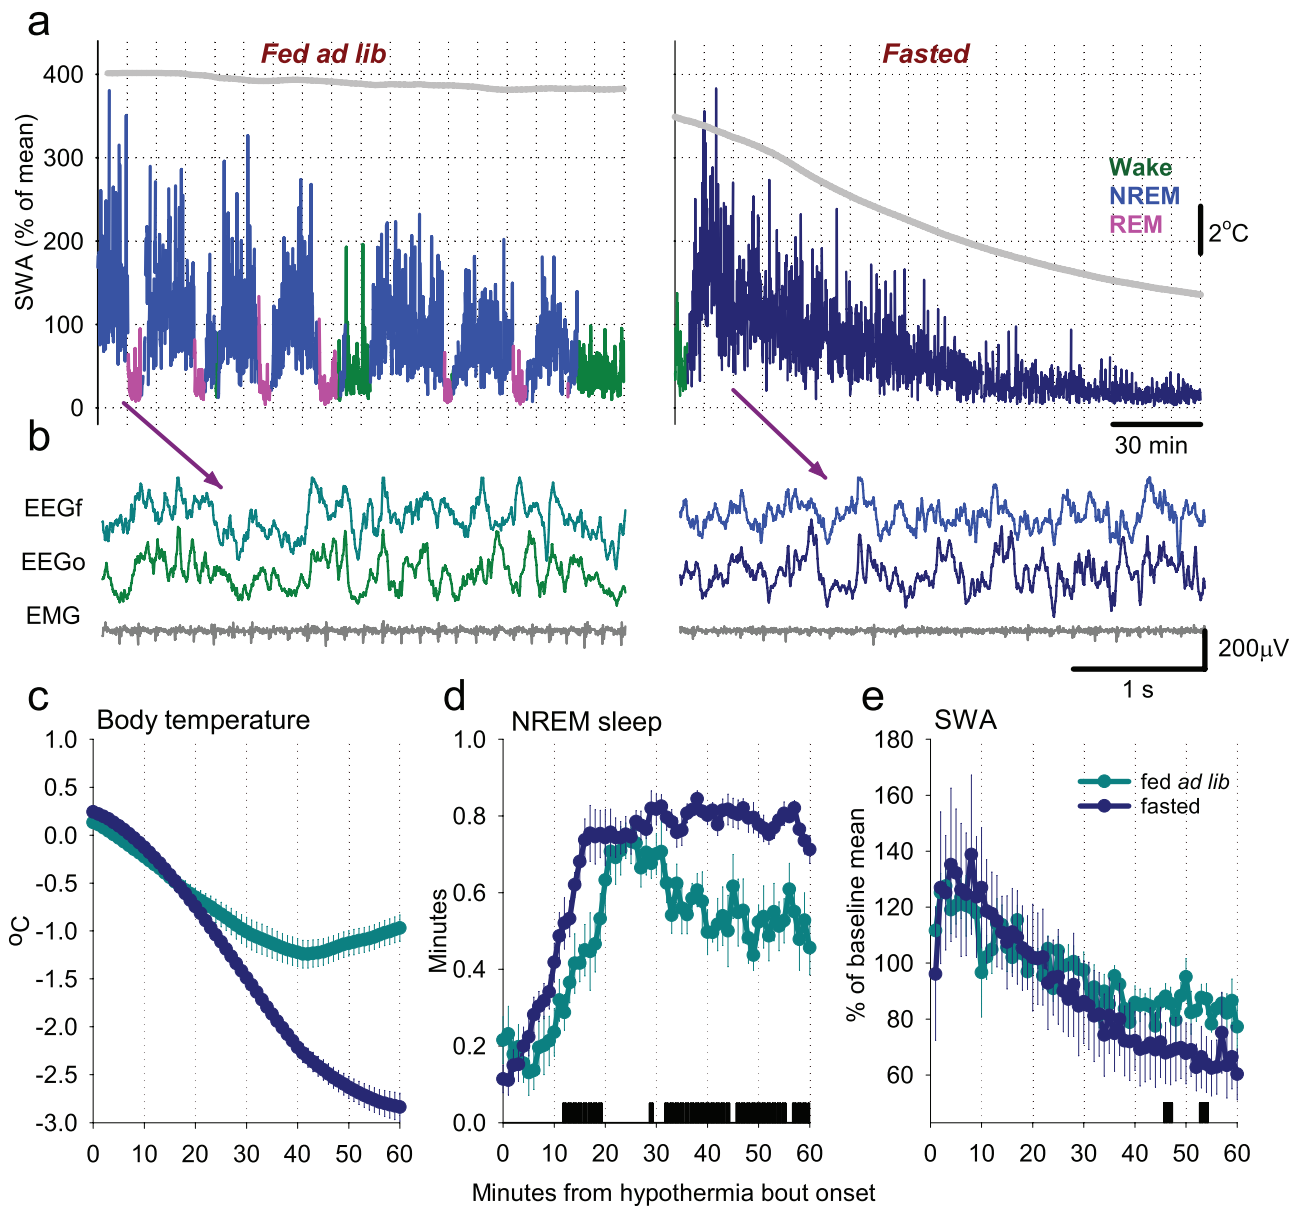 a
Fed ad lib
Fasted
SWA (% of mean)
400
300
200
100
0
Wake
NREM
REM
2°C
30 min
b
EEGf
EEGo
EMG
200µV
1 s
c
Body temperature
1.0
0.5
0.0
-0.5
-1.0
-1.5
-2.0
-2.5
-3.0
°C
0 10 20 30 40 50 60
d
NREM sleep
1.0
0.8
0.6
0.4
0.2
0.0
Minutes
0 10 20 30 40 50 60
e
SWA
180
160
140
120
100
80
60
% of baseline mean
fed ad lib
fasted
0 10 20 30 40 50 60
Minutes from hypothermia bout onset